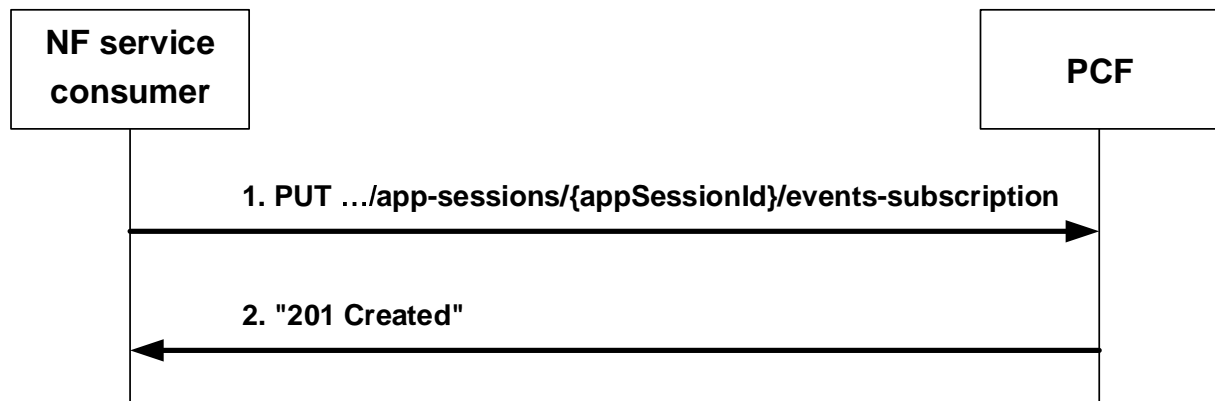 NF service
consumer
PCF
1. PUT …/app-sessions/{appSessionId}/events-subscription
2. "201 Created"